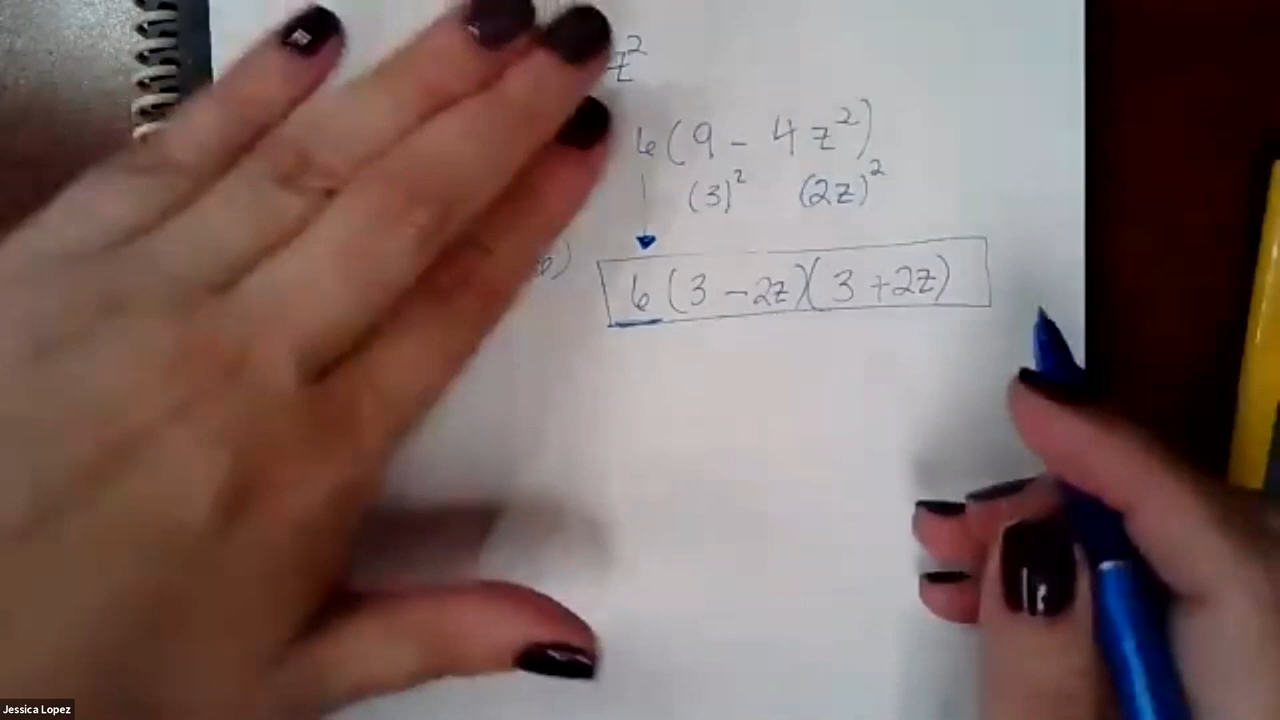 z²
6(9 - 4z²)
(3)² (2z)²
6(3 - 2z)(3 + 2z)
Jessica Lopez